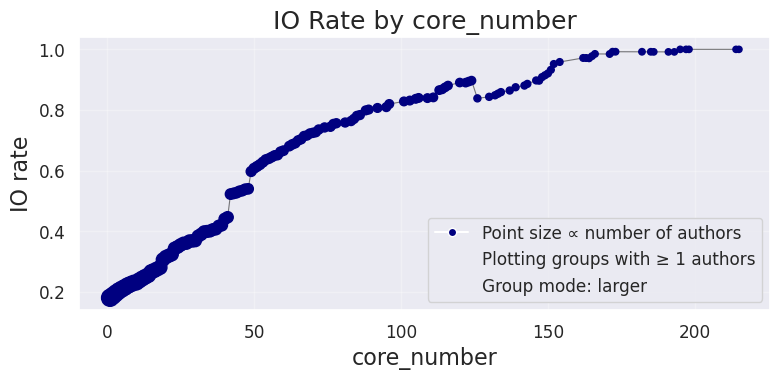 IO Rate by core_number
IO rate
1.0
0.8
0.6
0.4
0.2
Point size ∝ number of authors
Plotting groups with ≥ 1 authors
Group mode: larger
0 50 100 150 200
core_number